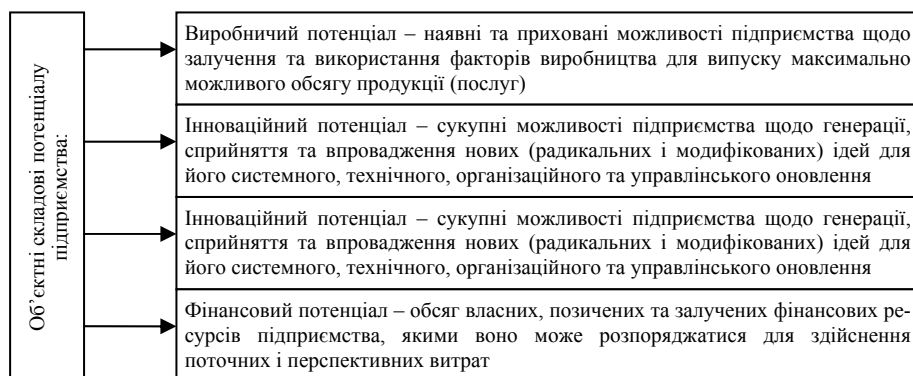 Об’єктні складові потенціалу
підприємства:
Виробничий потенціал – наявні та приховані можливості підприємства щодо
залучення та використання факторів виробництва для випуску максимально
можливого обсягу продукції (послуг)
Інноваційний потенціал – сукупні можливості підприємства щодо генерації,
сприйняття та впровадження нових (радикальних і модифікованих) ідей для
його системного, технічного, організаційного та управлінського оновлення
Інноваційний потенціал – сукупні можливості підприємства щодо генерації,
сприйняття та впровадження нових (радикальних і модифікованих) ідей для
його системного, технічного, організаційного та управлінського оновлення
Фінансовий потенціал – обсяг власних, позичених та залучених фінансових ре-
сурсів підприємства, якими воно може розпоряджатися для здійснення
поточних і перспективних витрат